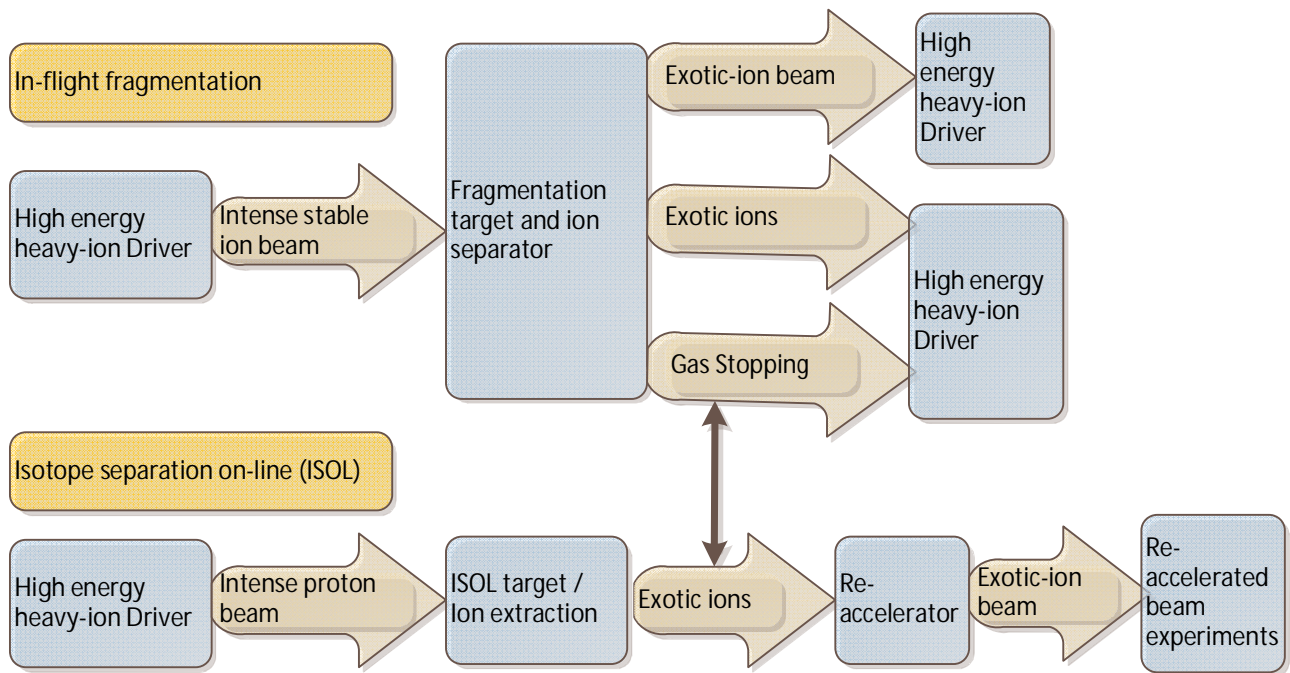 In-flight fragmentation
High energy
heavy-ion Driver
Intense stable
ion beam
Fragmentation
target and ion
separator
Exotic-ion beam
High
energy
heavy-ion
Driver
Exotic ions
Gas Stopping
High energy
heavy-ion
Driver
Isotope separation on-line (ISOL)
High energy
heavy-ion Driver
Intense proton
beam
ISOL target /
Ion extraction
Exotic ions
Re-
accelerator
Exotic-ion
beam
Re-
accelerated
beam
experiments